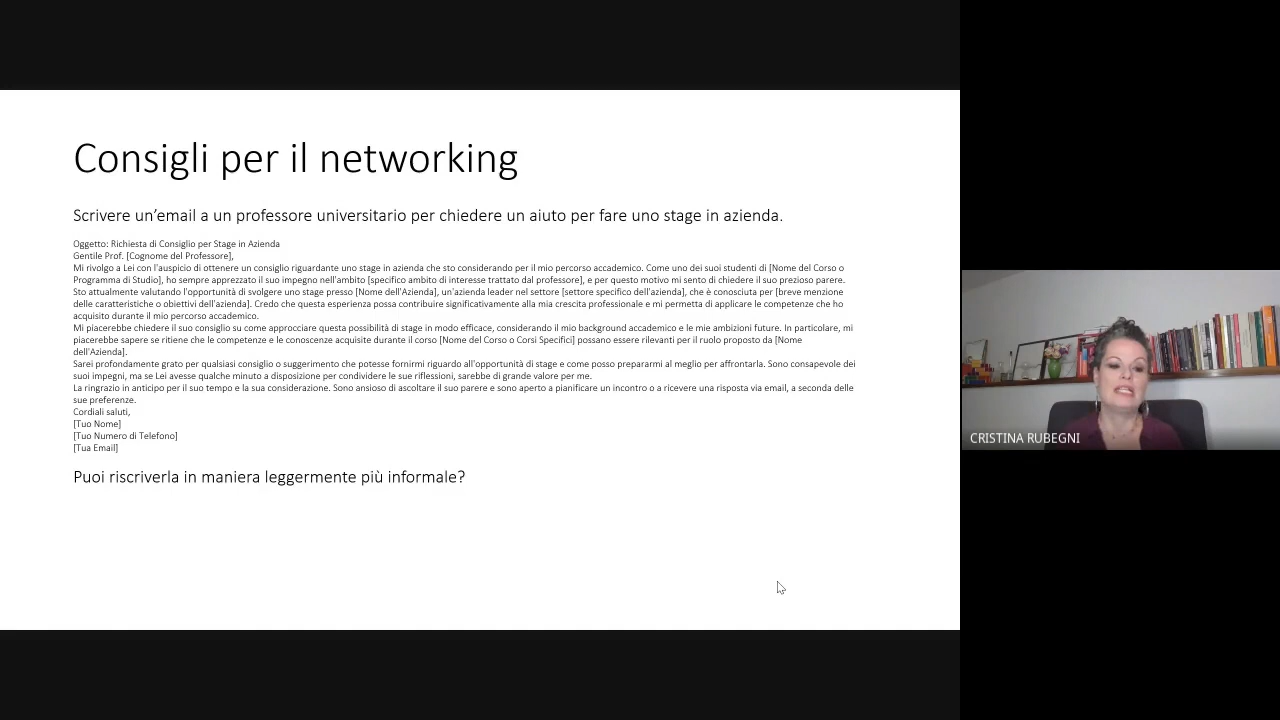 Consigli per il networking
Scrivere un’email a un professore universitario per chiedere un aiuto per fare uno stage in azienda.
Oggetto: Richiesta di Consiglio per Stage in Azienda
Gentile Prof. [Cognome del Professore],
Mi rivolgo a Lei con l'auspicio di ottenere un consiglio riguardante uno stage in azienda che sto considerando per il mio percorso accademico. Come uno dei suoi studenti di [Nome del Corso o
Programma di Studio], ho sempre apprezzato il suo impegno nell'ambito [specifico ambito di interesse trattato dal professore], e per questo motivo mi sento di chiedere il suo prezioso parere.
Sto attualmente valutando l'opportunità di svolgere uno stage presso [Nome dell'Azienda], un'azienda leader nel settore [settore specifico dell'azienda], che è conosciuta per [breve menzione
delle caratteristiche o obiettivi dell'azienda]. Credo che questa esperienza possa contribuire significativamente alla mia crescita professionale e mi permetta di applicare le competenze che ho
acquisito durante il mio percorso accademico.
Mi piacerebbe chiedere il suo consiglio su come approcciare questa possibilità di stage in modo efficace, considerando il mio background accademico e le mie ambizioni future. In particolare, mi
piacerebbe sapere se ritiene che le competenze e le conoscenze acquisite durante il corso [Nome del Corso o Corsi Specifici] possano essere rilevanti per il ruolo proposto da [Nome
dell'Azienda].
Sarei profondamente grato per qualsiasi consiglio o suggerimento che potesse fornirmi riguardo all'opportunità di stage e come posso prepararmi al meglio per affrontarla. Sono consapevole dei
suoi impegni, ma se Lei avesse qualche minuto a disposizione per condividere le sue riflessioni, sarebbe di grande valore per me.
La ringrazio in anticipo per il suo tempo e la sua considerazione. Sono ansioso di ascoltare il suo parere e sono aperto a pianificare un incontro o a ricevere una risposta via email, a seconda delle
sue preferenze.
Cordiali saluti,
[Tuo Nome]
[Tuo Numero di Telefono]
[Tua Email]
Puoi riscriverla in maniera leggermente più informale?
CRISTINA RUBEGNI